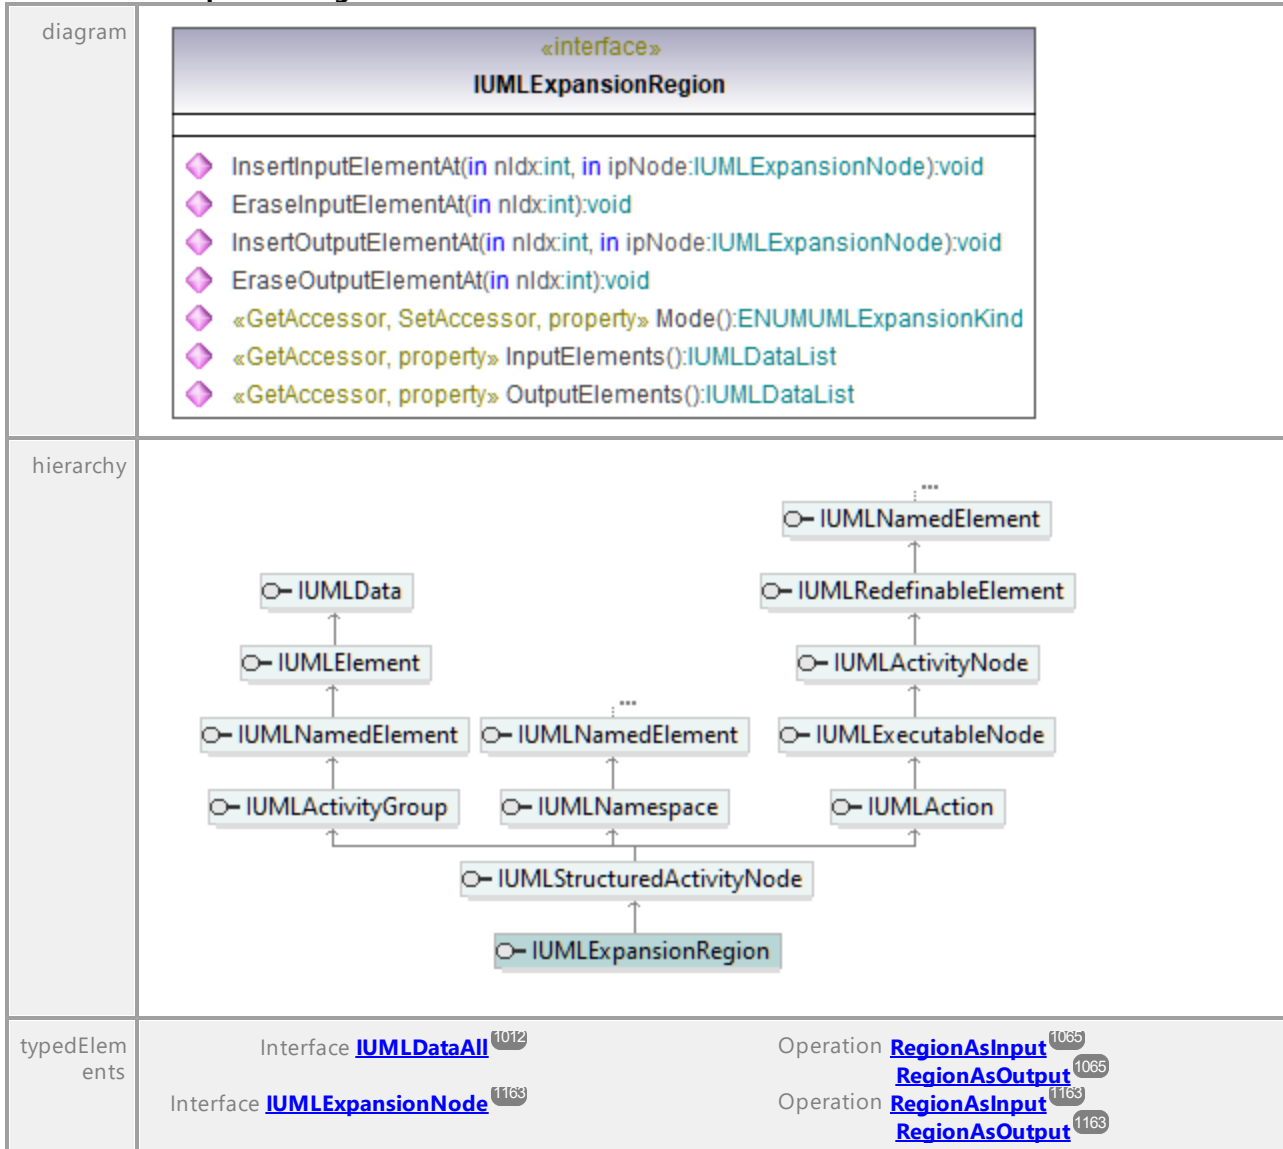 diagram
«interface»
IUMLExpansionRegion
InsertInputElementAt(in nIdx:int, in ipNode:IUMLExpansionNode):void
EraseInputElementAt(in nIdx:int):void
InsertOutputElementAt(in nIdx:int, in ipNode:IUMLExpansionNode):void
EraseOutputElementAt(in nIdx:int):void
«GetAccessor, SetAccessor, property» Mode():ENUMUMLExpansionKind
«GetAccessor, property» InputElements():IUMLDataList
«GetAccessor, property» OutputElements():IUMLDataList
hierarchy
...
IUMLNamedElement
IUMLData IUMLRedefinableElement
IUMLElement IUMLActivityNode
...
IUMLNamedElement IUMLNamedElement IUMLExecutableNode
IUMLActivityGroup IUMLNamespace IUMLAction
IUMLStructuredActivityNode
IUMLExpansionRegion
typedElem
ents
Interface IUMLDataAll 1012 Operation RegionAsInput 1065
RegionAsOutput 1065
Interface IUMLExpansionNode 1163 Operation RegionAsInput 1163
RegionAsOutput 1163